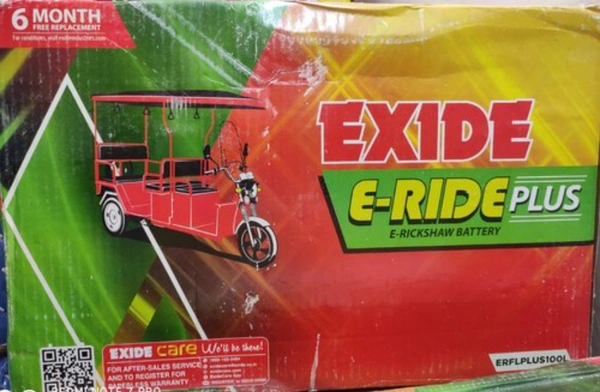 6 MONTH
FREE REPLACEMENT
EXIDE
E-RIDE PLUS
E-RICKSHAW BATTERY
EXIDE care We'll be there!
FOR AFTER-SALES SERVICE
AND TO REGISTER FOR
WARRANTY
ERFLPLUS100L